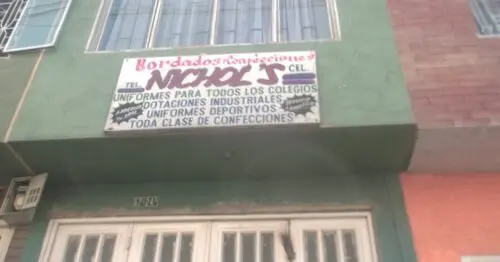 Bordados Confecciones
NICHOL'S
TEL. CEL.
UNIFORMES PARA TODOS LOS COLEGIOS
DOTACIONES INDUSTRIALES
UNIFORMES DEPORTIVOS
TODA CLASE DE CONFECCIONES